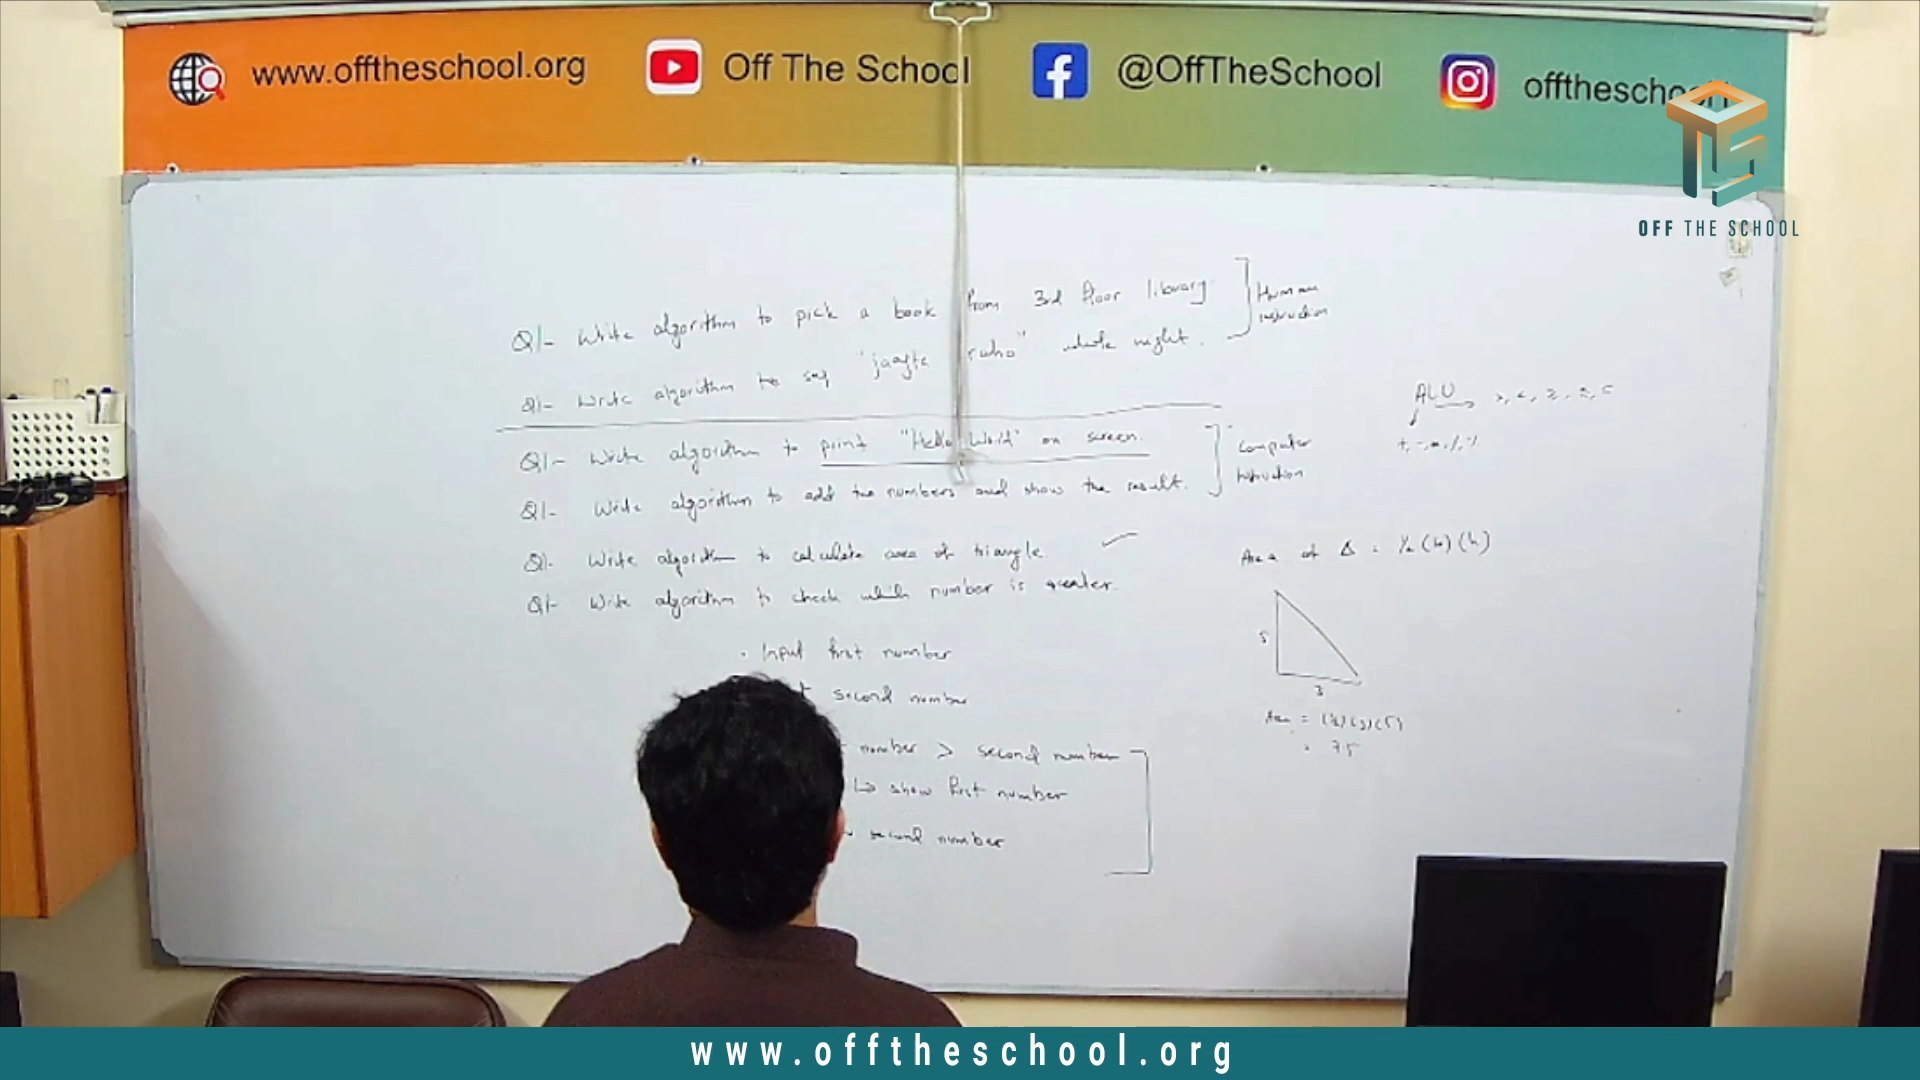 www.offtheschool.org
Off The School
@OffTheSchool
offtheschool
OFF THE SCHOOL
Q1- Write algorithm to pick a book from 3rd floor library
Q1- Write algorithm to say "jaagte raho" whole night.
Human
Instruction
Q1- Write algorithm to print "Hello World" on screen.
Q1- Write algorithm to add two numbers and show the result.
Computer
Instruction
Q1- Write algorithm to calculate area of triangle.
Q1- Write algorithm to check which number is greater.
• Input first number
second number
number > second number
↳ show first number
second number
ALU
Area of Δ = 1/2 (b) (h)
5
3
Area = (1/2)(3)(5)
= 7.5
www.offtheschool.org